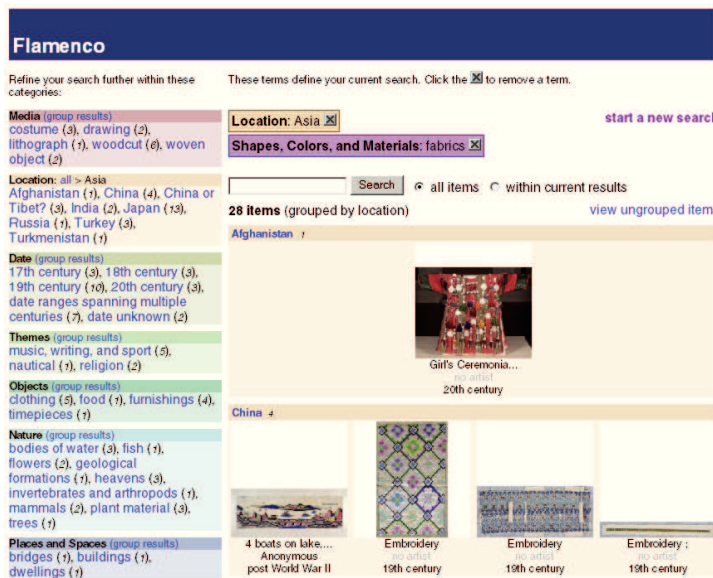 Flamenco
Refine your search further within these
categories:
Media (group results)
costume (3), drawing (2),
lithograph (1), woodcut (6), woven
object (2)
Location: all > Asia
Afghanistan (1), China (4), China or
Tibet? (3), India (2), Japan (13),
Russia (1), Turkey (3),
Turkmenistan (1)
Date (group results)
17th century (3), 18th century (3),
19th century (10), 20th century (3),
date ranges spanning multiple
centuries (7), date unknown (2)
Themes (group results)
music, writing, and sport (5),
nautical (1), religion (2)
Objects (group results)
clothing (5), food (1), furnishings (4),
timepieces (1)
Nature (group results)
bodies of water (3), fish (1),
flowers (2), geological
formations (1), heavens (3),
invertebrates and arthropods (1),
mammals (2), plant material (3),
trees (1)
Places and Spaces (group results)
bridges (1), buildings (1),
dwellings (1)
These terms define your current search. Click the X to remove a term.
Location: Asia X
start a new search
Shapes, Colors, and Materials: fabrics X
Search all items within current results
28 items (grouped by location)
view ungrouped item
Afghanistan 1
Girl's Ceremonia...
no artist
20th century
China 4
4 boats on lake,...
Anonymous
post World War II
Embroidery
no artist
19th century
Embroidery
no artist
19th century
Embroidery ;
no artist
19th century